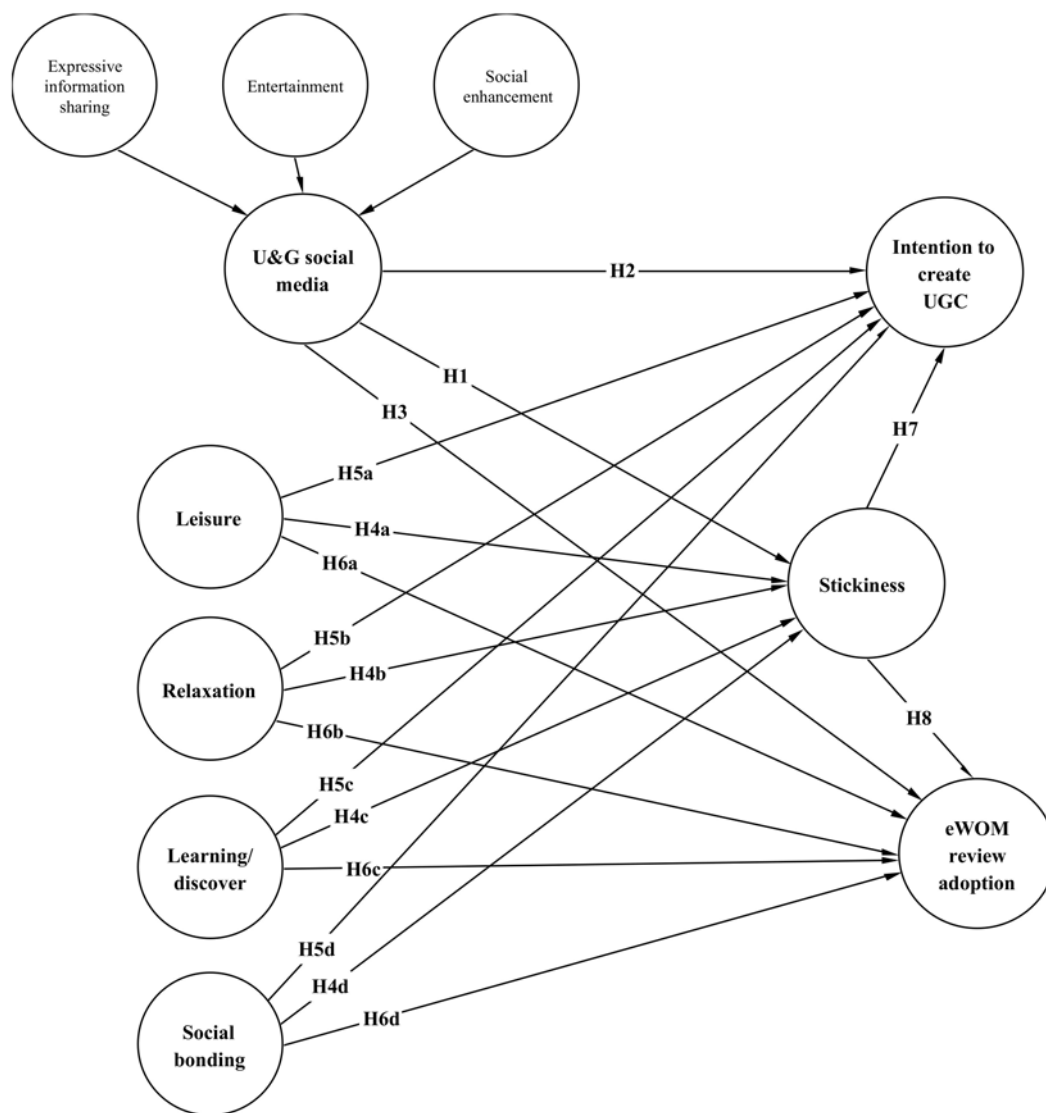 Expressive
information
sharing
Entertainment
Social
enhancement
U&G social
media
H2
Intention to
create
UGC
H1
H3
H7
H5a
Leisure
H4a
H6a
Stickiness
H5b
Relaxation
H4b
H6b
H8
H5c
H4c
Learning/
discover
H6c
eWOM
review
adoption
H5d
H4d
H6d
Social
bonding